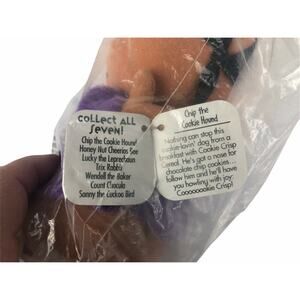 Collect All
Seven!
Chip the Cookie Hound
Honey Nut Cheerios Bee
Lucky the Leprechaun
Trix Rabbit
Wendell the Baker
Count Chocula
Sonny the Cuckoo Bird
Chip the
Cookie Hound
Nothing can stop this
cookie-lovin' dog from a
breakfast with Cookie Crisp
Cereal. He's got a nose for
chocolate chip cookies...
follow him and he'll have
you howling with joy:
Cooooookie Crisp!